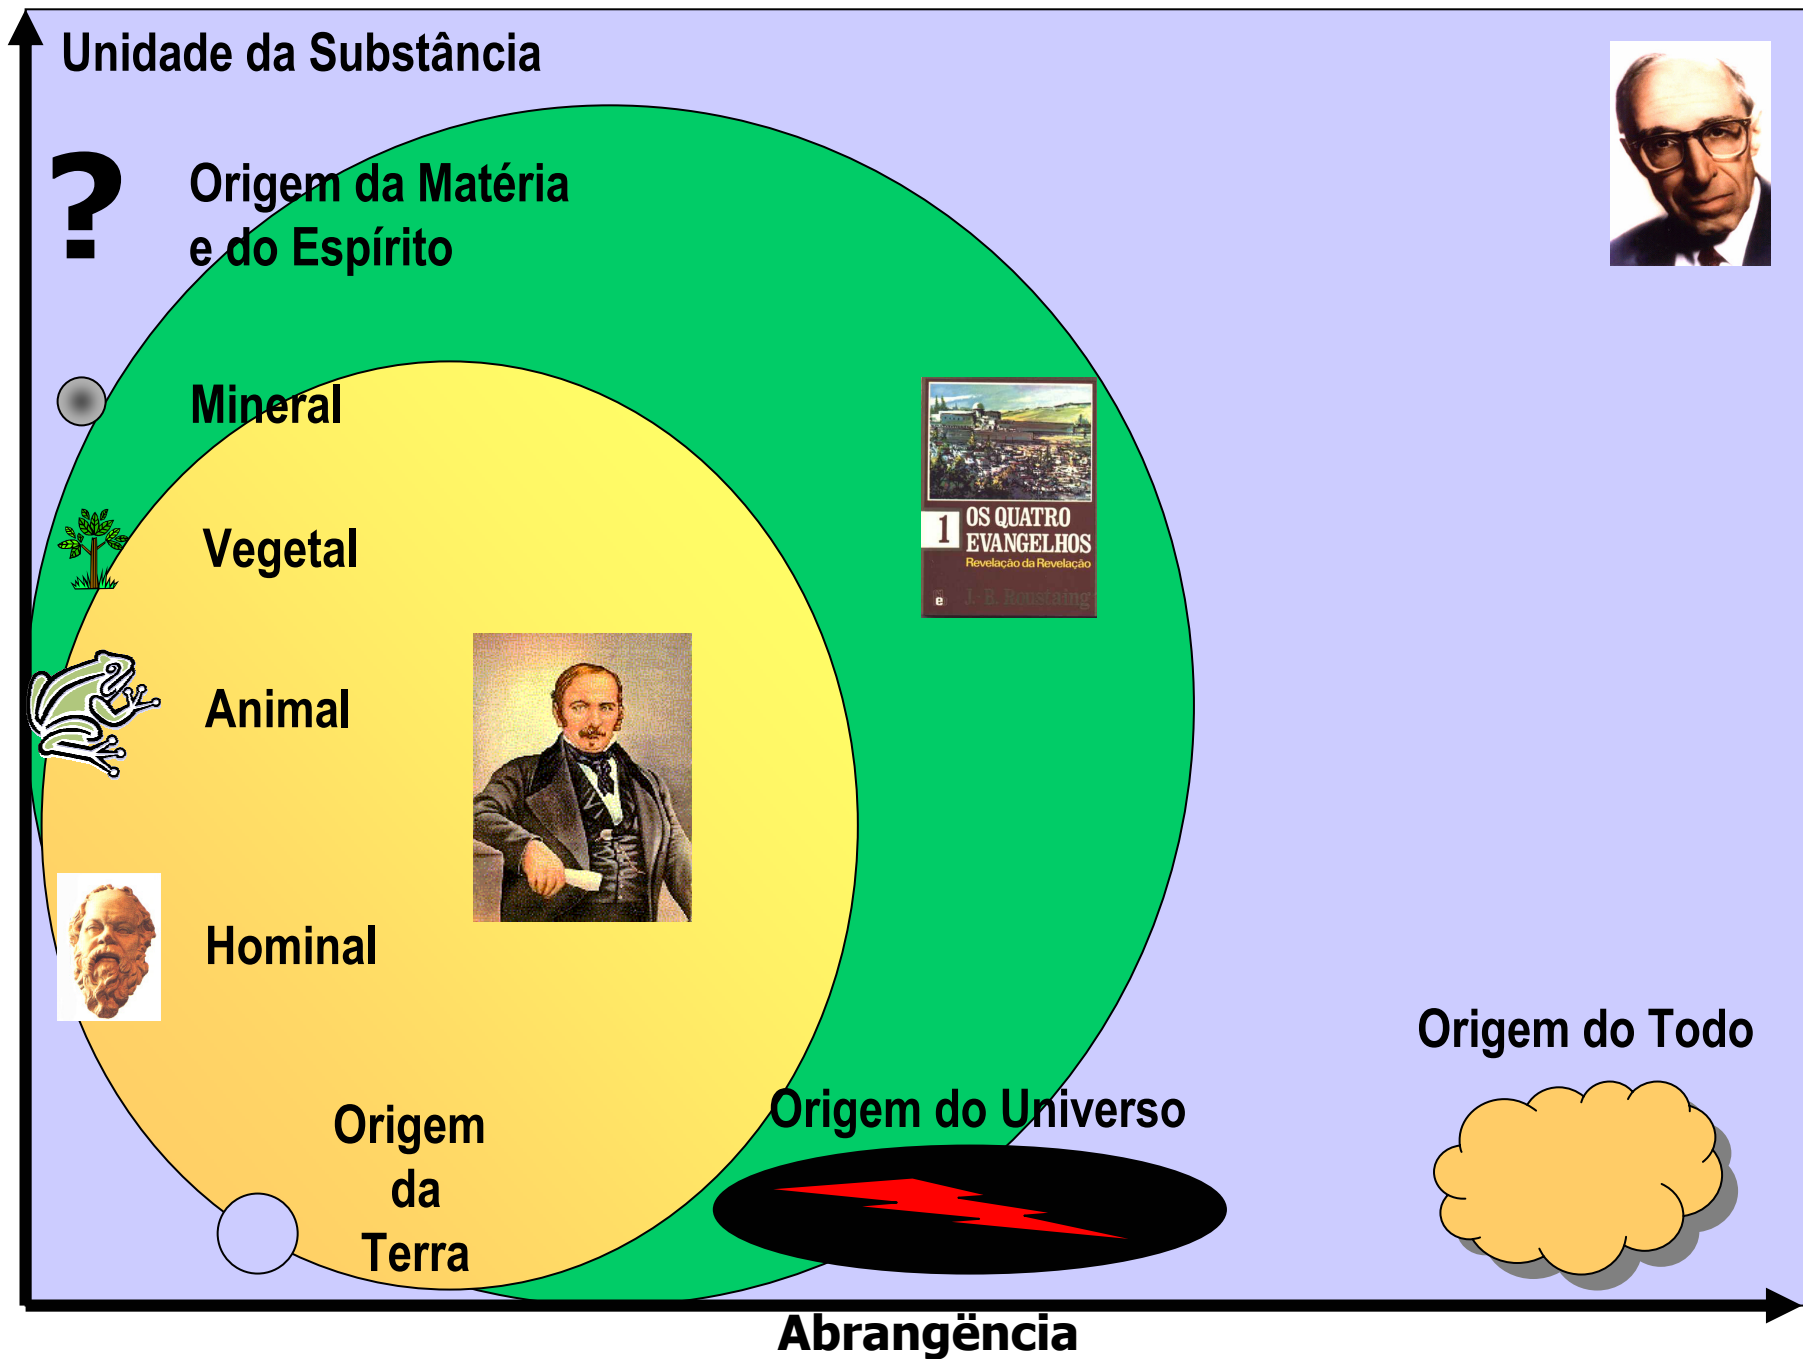 Unidade da Substância
?
Origem da Matéria
e do Espírito
Mineral
Vegetal
Animal
Hominal
1
OS QUATRO
EVANGELHOS
Revelação da Revelação
e
J.-B. Roustaing
Origem do Todo
Origem do Universo
Origem
da
Terra
Abrangëncia